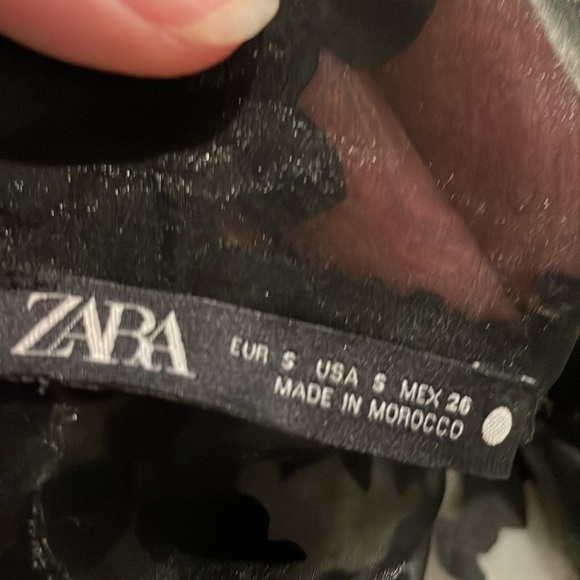 ZARA
EUR S USA S MEX 26
MADE IN MOROCCO